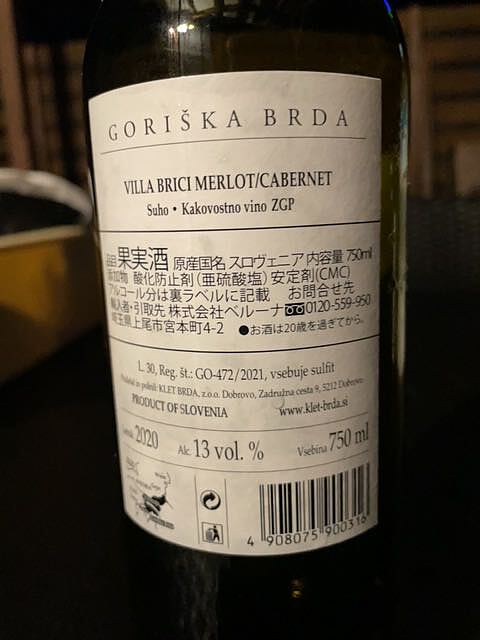 GORIŠKA BRDA
VILLA BRICI MERLOT/CABERNET
Suho • Kakovostno vino ZGP
品目 果実酒 原産国名 スロヴェニア 内容量 750ml
添加物 酸化防止剤(亜硫酸塩)安定剤(CMC)
アルコール分は裏ラベルに記載 お問合せ先
輸入者・引取先 株式会社ベルーナ 0120-559-950
埼玉県上尾市宮本町4-2 ●お酒は20歳を過ぎてから。
L. 30, Reg. št.: GO-472/2021, vsebuje sulfit
Pridelal in polnil: KLET BRDA, z.o.o. Dobrovo, Zadružna cesta 9, 5212 Dobrovo
PRODUCT OF SLOVENIA www.klet-brda.si
Letnik 2020 Alc. 13 vol. % Vsebina 750 ml
4 908075 900316